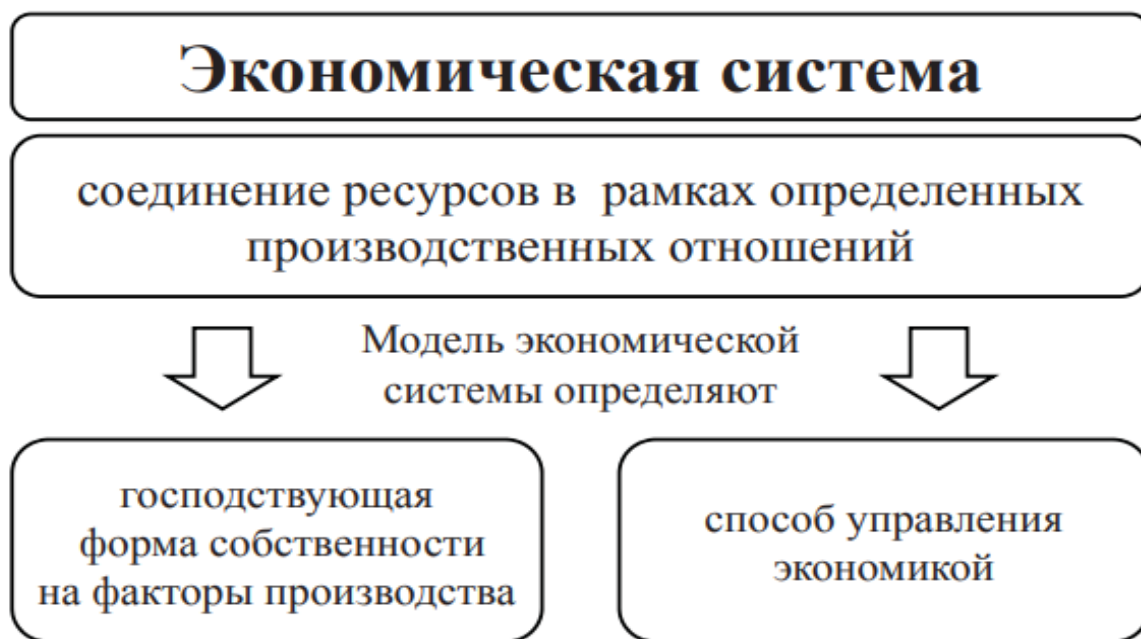 Экономическая система
соединение ресурсов в рамках определенных
производственных отношений
Модель экономической
системы определяют
господствующая
форма собственности
на факторы производства
способ управления
экономикой